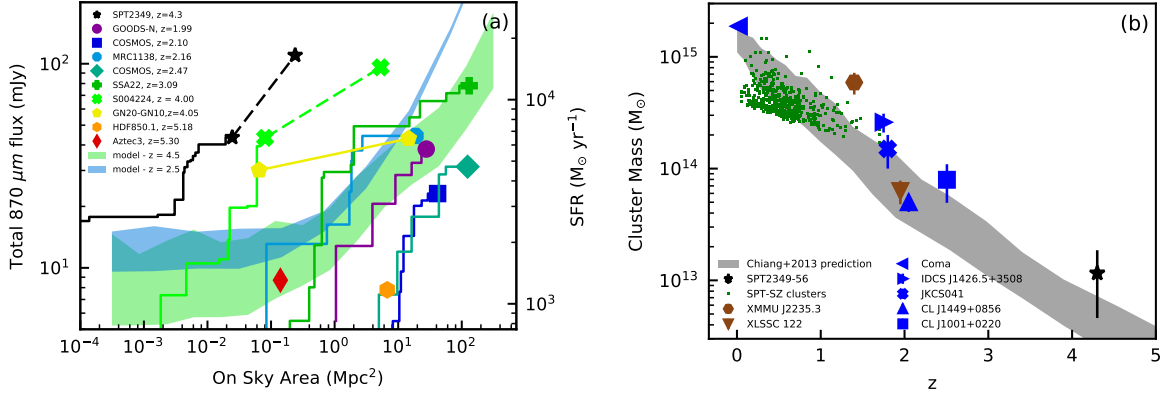 (a)
SPT2349, z=4.3
GOODS-N, z=1.99
COSMOS, z=2.10
MRC1138, z=2.16
COSMOS, z=2.47
SSA22, z=3.09
S004224, z = 4.00
GN20-GN10,z=4.05
HDF850.1, z=5.18
Aztec3, z=5.30
model - z = 4.5
model - z = 2.5
Total 870 μm flux (mJy)
10²
10¹
10⁴
10³
SFR (M⊙ yr⁻¹)
10⁻⁴ 10⁻³ 10⁻² 10⁻¹ 10⁰ 10¹ 10²
On Sky Area (Mpc²)
(b)
Cluster Mass (M⊙)
10¹⁵
10¹⁴
10¹³
Chiang+2013 prediction
SPT2349-56
SPT-SZ clusters
XMMU J2235.3
XLSSC 122
Coma
IDCS J1426.5+3508
JKCS041
CL J1449+0856
CL J1001+0220
0 1 2 3 4 5
z